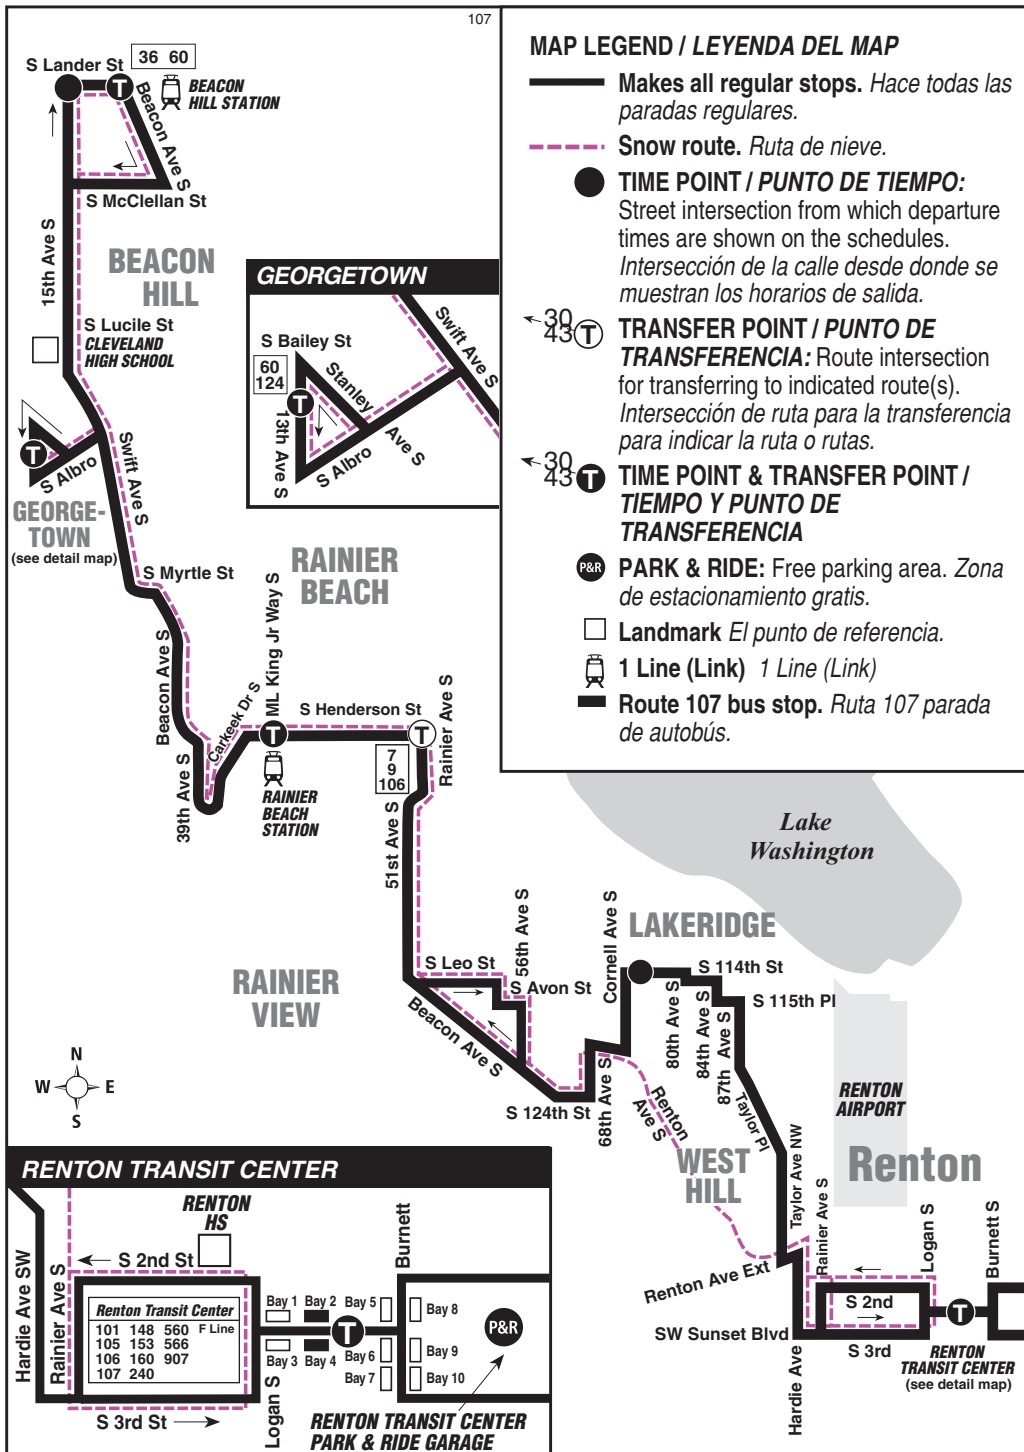 107
S Lander St
36 60
BEACON
HILL STATION
Beacon Ave S
S McClellan St
15th Ave S
BEACON
HILL
S Lucile St
CLEVELAND
HIGH SCHOOL
T
S Albro
Swift Ave S
GEORGE-
TOWN
(see detail map)
GEORGETOWN
S Bailey St
60
124
T
Stanley
Ave S
13th Ave S
S Albro
Swift Ave S
S Myrtle St
RAINIER
BEACH
Beacon Ave S
39th Ave S
Carkeek Dr S
ML King Jr Way S
T
S Henderson St
T
RAINIER
BEACH
STATION
7
9
106
Rainier Ave S
51st Ave S
MAP LEGEND / LEYENDA DEL MAP
Makes all regular stops. Hace todas las
paradas regulares.
Snow route. Ruta de nieve.
TIME POINT / PUNTO DE TIEMPO:
Street intersection from which departure
times are shown on the schedules.
Intersección de la calle desde donde se
muestran los horarios de salida.
30
43 T
TRANSFER POINT / PUNTO DE
TRANSFERENCIA: Route intersection
for transferring to indicated route(s).
Intersección de ruta para la transferencia
para indicar la ruta o rutas.
30
43 T
TIME POINT & TRANSFER POINT /
TIEMPO Y PUNTO DE
TRANSFERENCIA
P&R PARK & RIDE: Free parking area. Zona
de estacionamiento gratis.
Landmark El punto de referencia.
1 Line (Link) 1 Line (Link)
Route 107 bus stop. Ruta 107 parada
de autobús.
Lake
Washington
RAINIER
VIEW
S Leo St
56th Ave S
S Avon St
Beacon Ave S
S 124th St
68th Ave S
Cornell Ave S
LAKERIDGE
S 114th St
80th Ave S
84th Ave S
S 115th Pl
87th Ave S
Taylor Pl
Renton
Ave S
WEST
HILL
Taylor Ave NW
RENTON
AIRPORT
Renton
Rainier Ave S
Logan S
Burnett S
Renton Ave Ext
S 2nd
S 3rd
T
SW Sunset Blvd
Hardie Ave
RENTON
TRANSIT CENTER
(see detail map)
N
W E
S
RENTON TRANSIT CENTER
RENTON
HS
S 2nd St
Hardie Ave SW
Rainier Ave S
Renton Transit Center
101 148 560 F Line
105 153 566
106 160 907
107 240
S 3rd St
Logan S
Bay 1 Bay 2
Bay 3 Bay 4
T
Bay 5
Bay 6
Bay 7
Burnett
Bay 8
Bay 9
Bay 10
P&R
RENTON TRANSIT CENTER
PARK & RIDE GARAGE